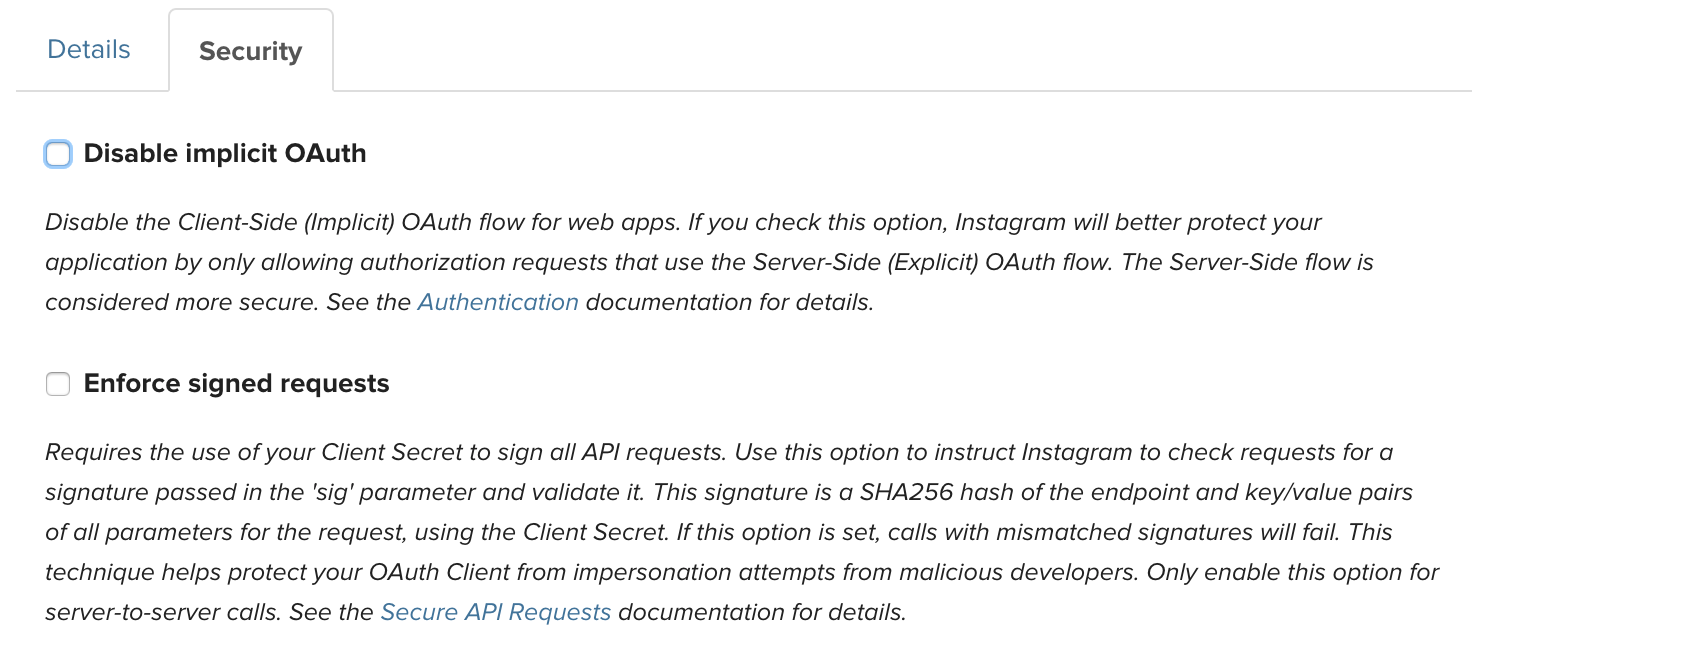 Details
Security
Disable implicit OAuth
Disable the Client-Side (Implicit) OAuth flow for web apps. If you check this option, Instagram will better protect your
application by only allowing authorization requests that use the Server-Side (Explicit) OAuth flow. The Server-Side flow is
considered more secure. See the Authentication documentation for details.
Enforce signed requests
Requires the use of your Client Secret to sign all API requests. Use this option to instruct Instagram to check requests for a
signature passed in the 'sig' parameter and validate it. This signature is a SHA256 hash of the endpoint and key/value pairs
of all parameters for the request, using the Client Secret. If this option is set, calls with mismatched signatures will fail. This
technique helps protect your OAuth Client from impersonation attempts from malicious developers. Only enable this option for
server-to-server calls. See the Secure API Requests documentation for details.